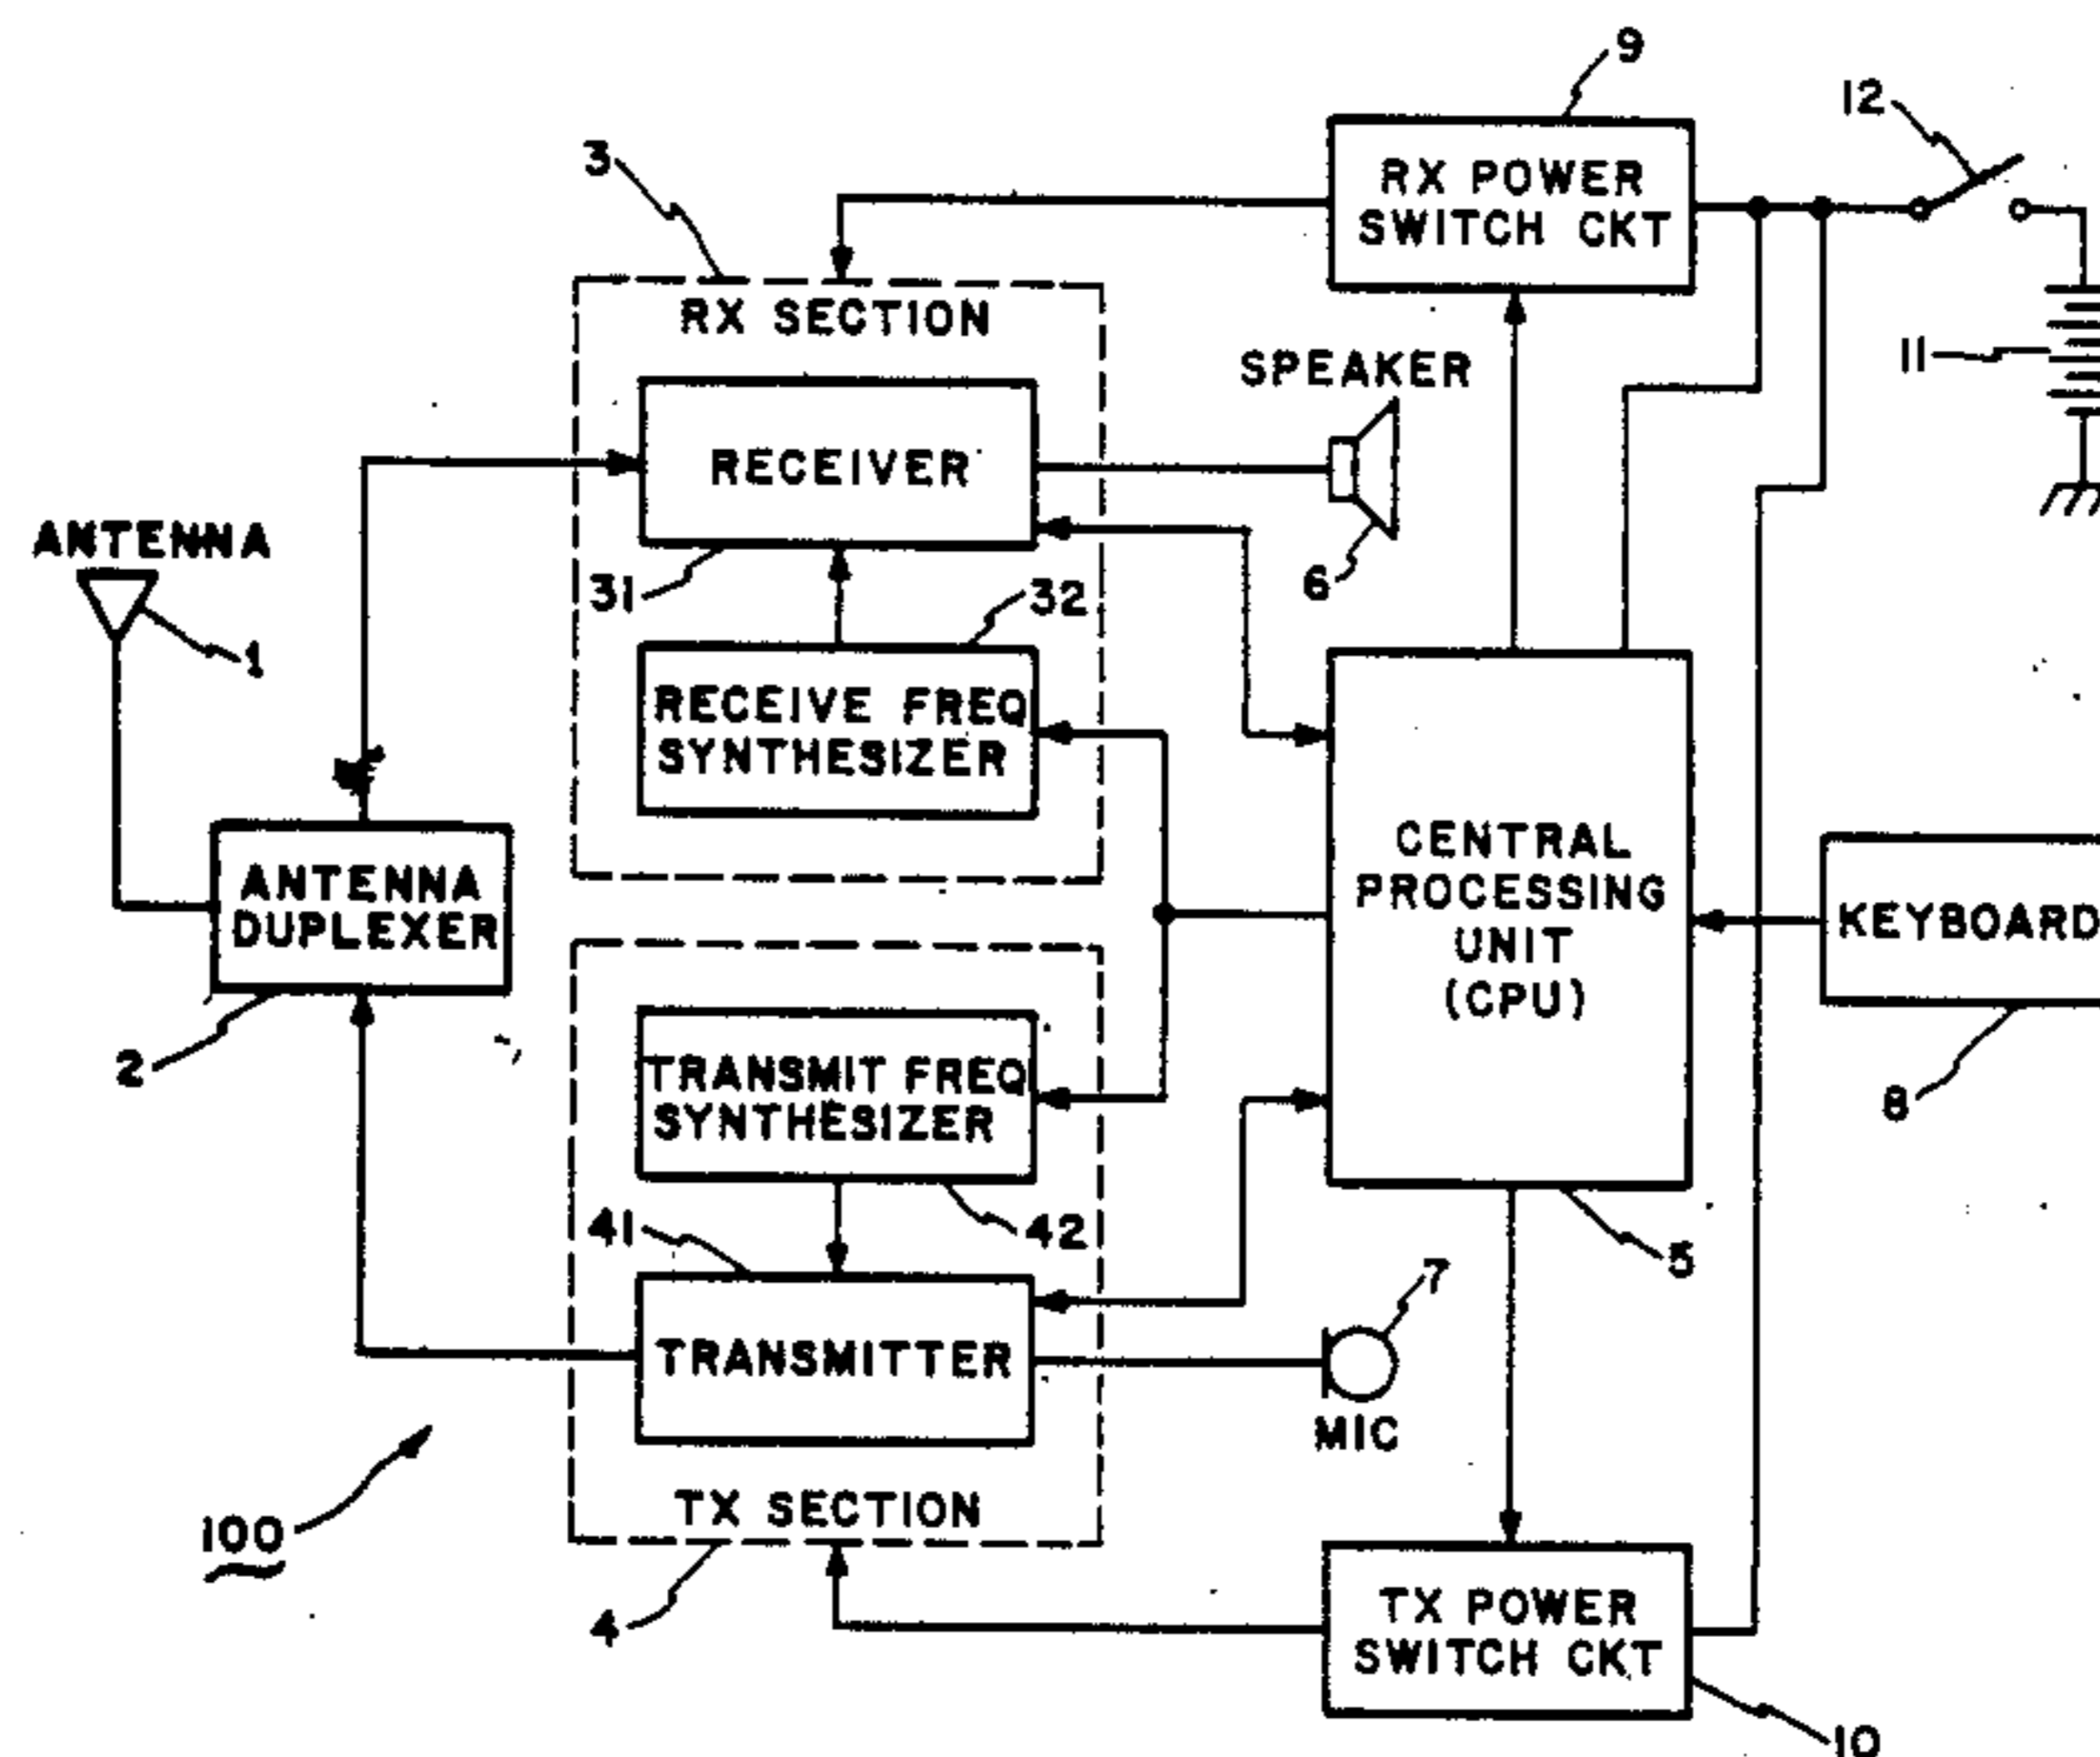 9
12
3
RX POWER
SWITCH CKT
RX SECTION
SPEAKER
11
RECEIVER
ANTENNA
31
32
6
1
RECEIVE FREQ
SYNTHESIZER
CENTRAL
PROCESSING
UNIT
(CPU)
ANTENNA
DUPLEXER
KEYBOARD
2
TRANSMIT FREQ
SYNTHESIZER
8
41
42
5
7
TRANSMITTER
MIC
100
TX SECTION
4
TX POWER
SWITCH CKT
10